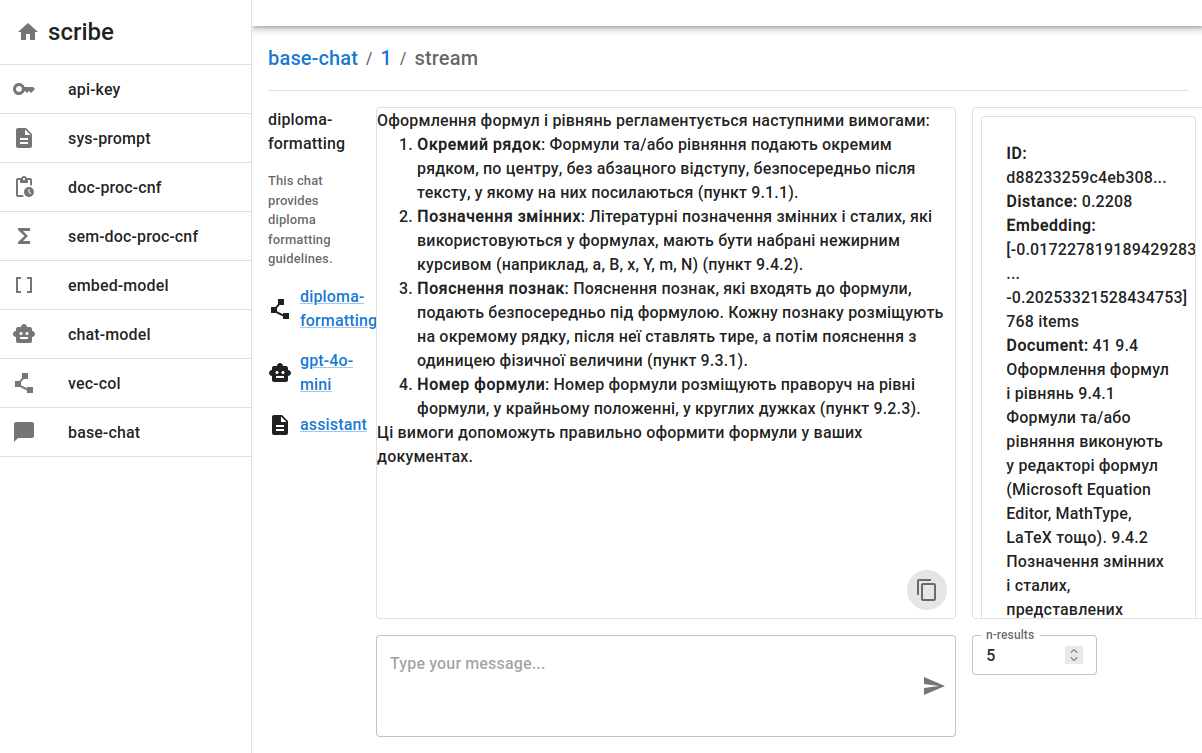 scribe
api-key
sys-prompt
doc-proc-cnf
sem-doc-proc-cnf
embed-model
chat-model
vec-col
base-chat
base-chat / 1 / stream
diploma-
formatting
This chat
provides
diploma
formatting
guidelines.
diploma-
formatting
gpt-4o-
mini
assistant
Оформлення формул і рівнянь регламентується наступними вимогами:
1. Окремий рядок: Формули та/або рівняння подають окремим
рядком, по центру, без абзацного відступу, безпосередньо після
тексту, у якому на них посилаються (пункт 9.1.1).
2. Позначення змінних: Літературні позначення змінних і сталих, які
використовуються у формулах, мають бути набрані нежирним
курсивом (наприклад, a, B, x, Y, m, N) (пункт 9.4.2).
3. Пояснення познак: Пояснення познак, які входять до формули,
подають безпосередньо під формулою. Кожну познаку розміщують
на окремому рядку, після неї ставлять тире, а потім пояснення з
одиницею фізичної величини (пункт 9.3.1).
4. Номер формули: Номер формули розміщують праворуч на рівні
формули, у крайньому положенні, у круглих дужках (пункт 9.2.3).
Ці вимоги допоможуть правильно оформити формули у ваших
документах.
Type your message...
ID:
d88233259c4eb308...
Distance: 0.2208
Embedding:
[-0.017227819189429283
...
-0.20253321528434753]
768 items
Document: 41 9.4
Оформлення формул
і рівнянь 9.4.1
Формули та/або
рівняння виконують
у редакторі формул
(Microsoft Equation
Editor, MathType,
LaTeX тощо). 9.4.2
Позначення змінних
і сталих,
представлених
n-results
5